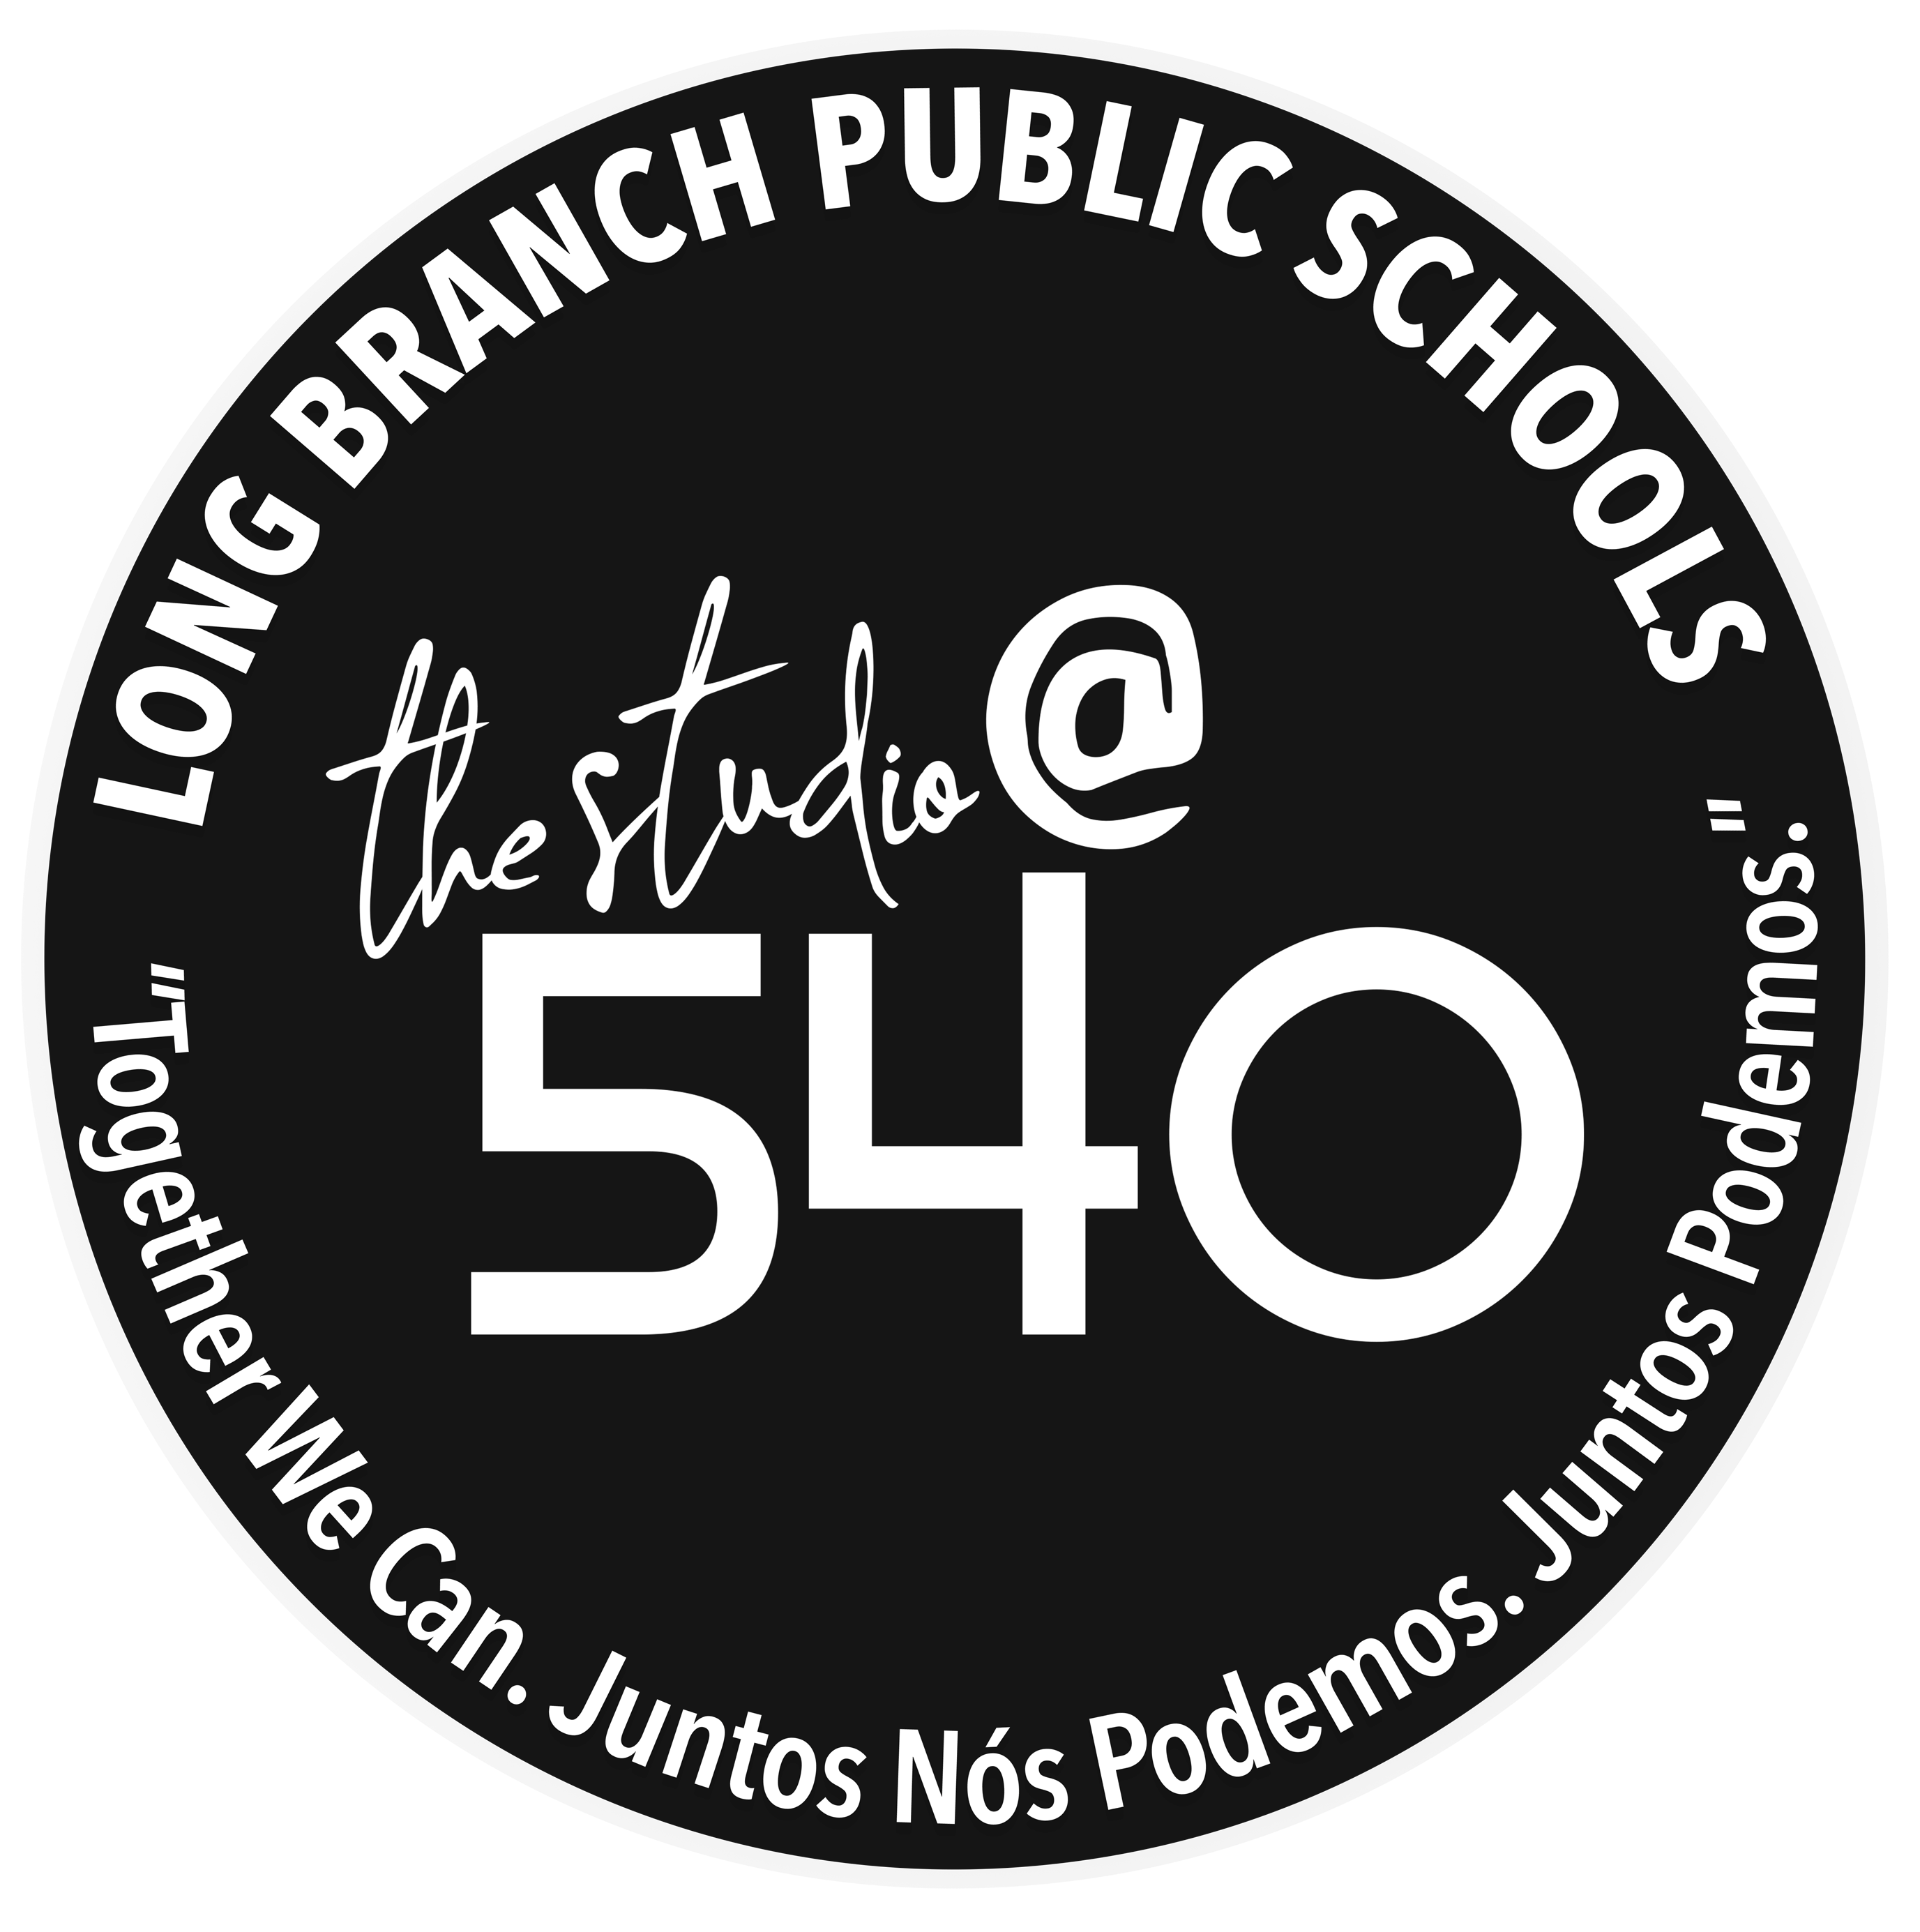 LONG BRANCH PUBLIC SCHOOLS
the studio @
540
"Together We Can. Juntos Nós Podemos. Juntos Podemos."